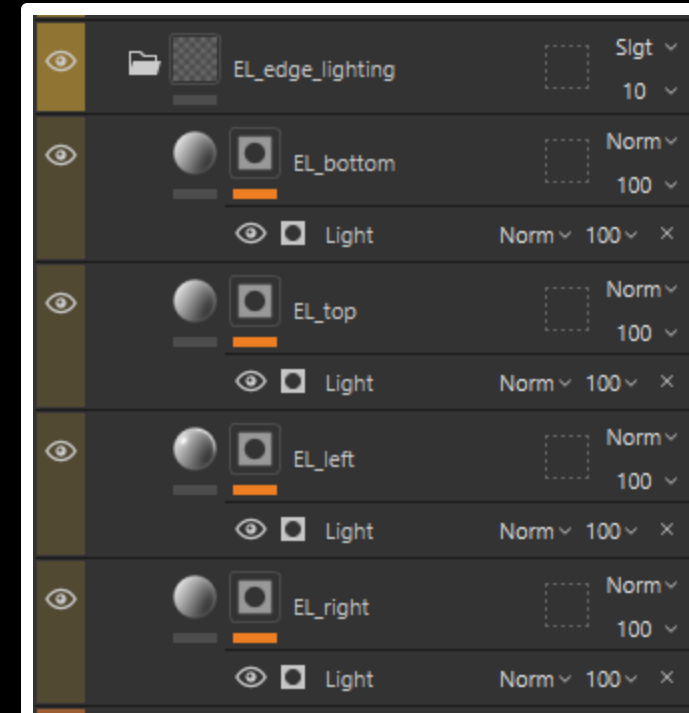 EL_edge_lighting Slgt
10
EL_bottom Norm
100
Light Norm 100 ×
EL_top Norm
100
Light Norm 100 ×
EL_left Norm
100
Light Norm 100 ×
EL_right Norm
100
Light Norm 100 ×